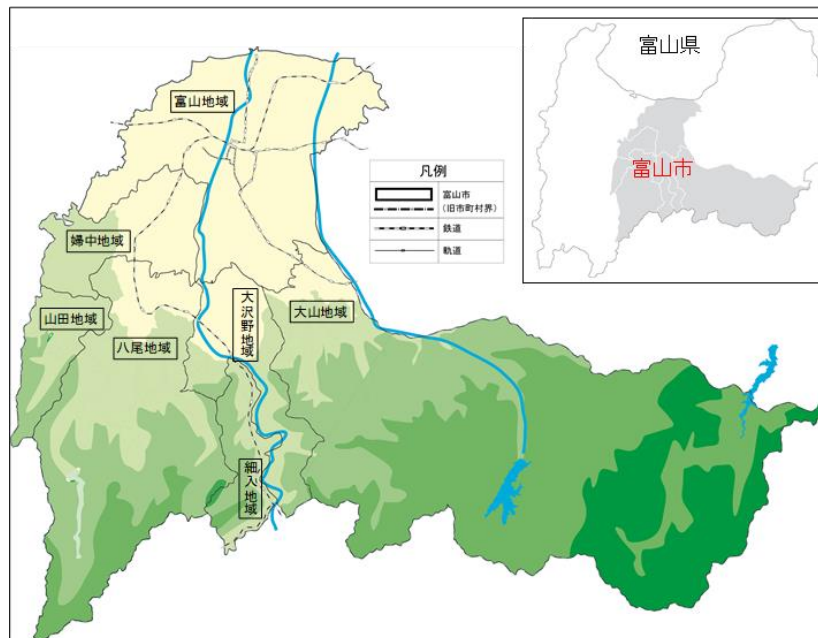 富山県
富山市
富山地域
凡例
富山市
(旧市町村界)
鉄道
軌道
婦中地域
山田地域
八尾地域
大沢野地域
大山地域
細入地域